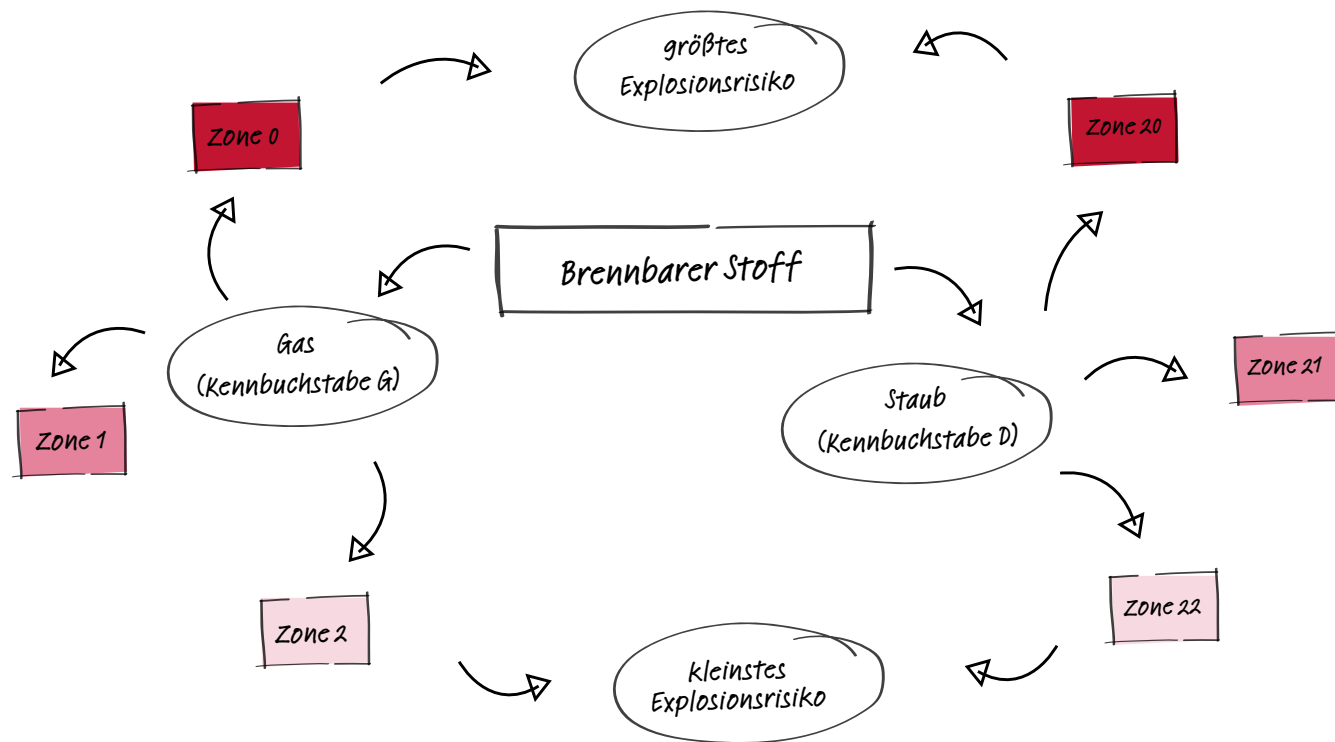 größtes
Explosionsrisiko
Zone 0
Zone 20
Brennbarer Stoff
Gas
(Kennbuchstabe G)
Zone 21
Staub
(Kennbuchstabe D)
Zone 1
Zone 2
Zone 22
kleinstes
Explosionsrisiko